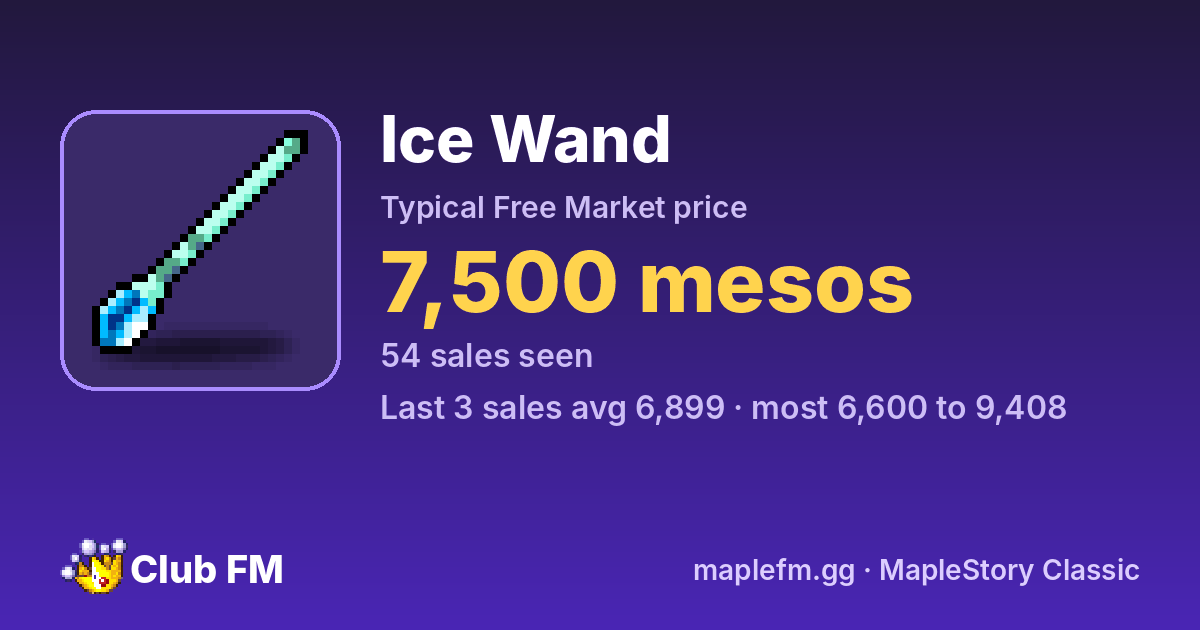 Ice Wand
Typical Free Market price
7,500 mesos
54 sales seen
Last 3 sales avg 6,899 · most 6,600 to 9,408
Club FM
maplefm.gg · MapleStory Classic